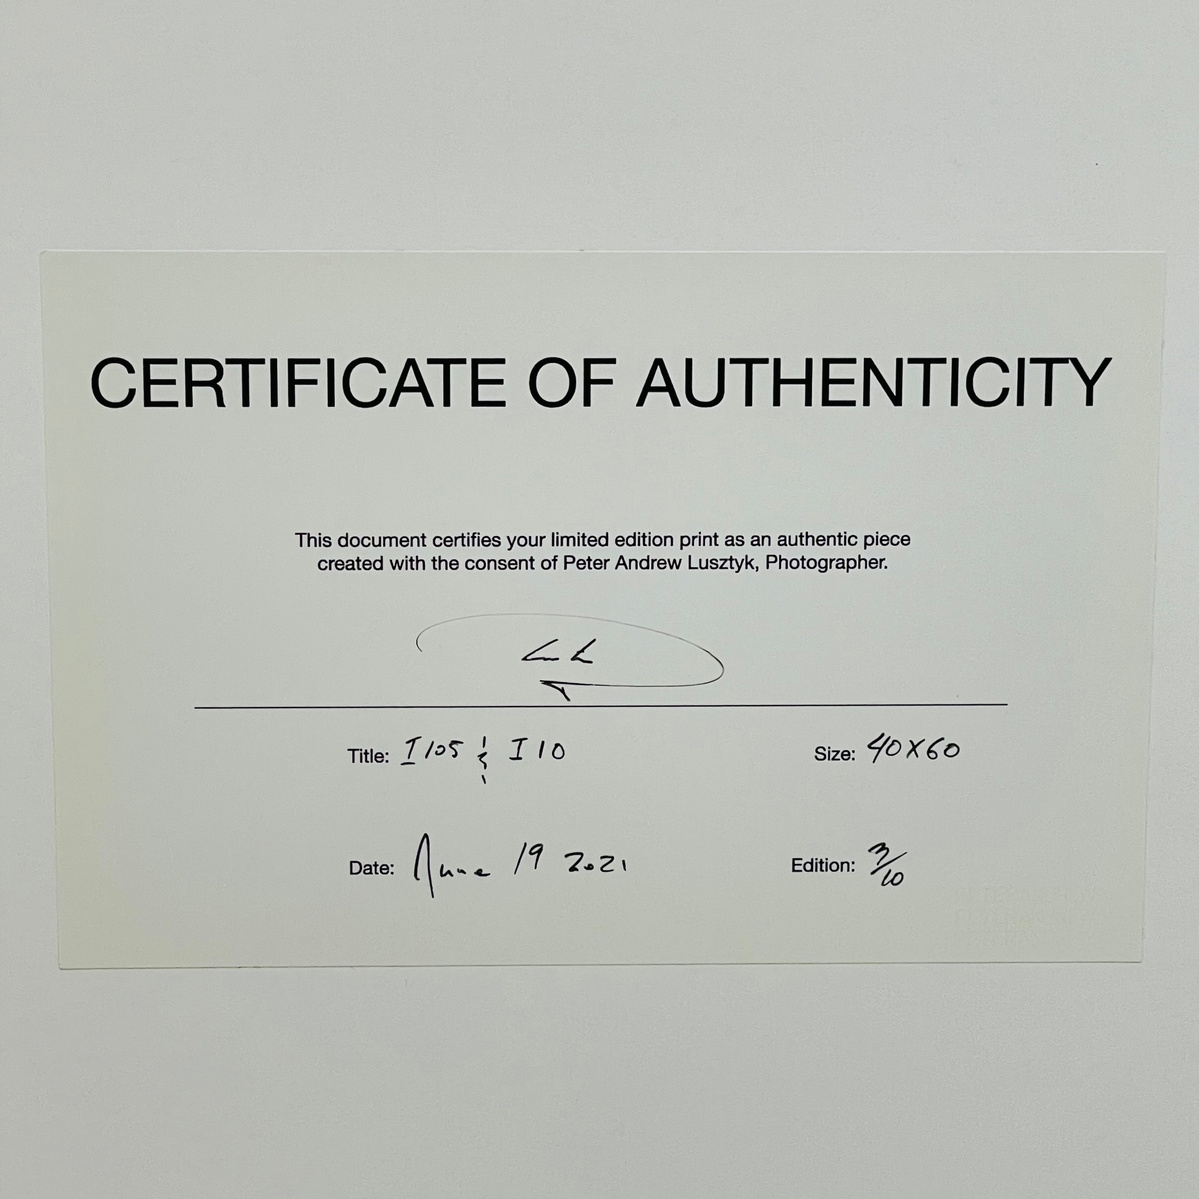 CERTIFICATE OF AUTHENTICITY
This document certifies your limited edition print as an authentic piece
created with the consent of Peter Andrew Lusztyk, Photographer.
Title: I105 & I10
Size: 40X60
Date: June 19 2021
Edition: 3/10